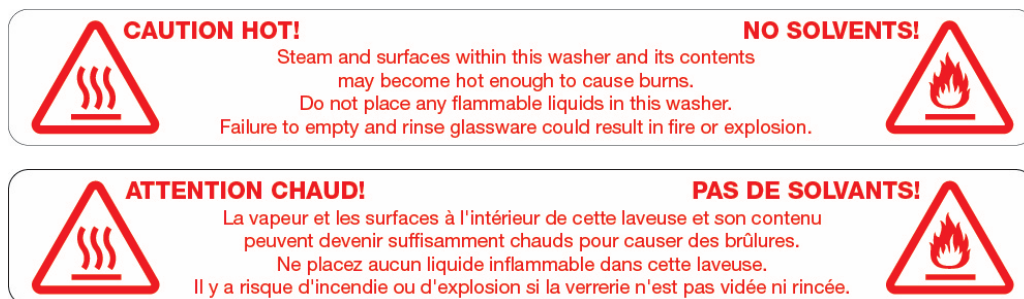 CAUTION HOT! NO SOLVENTS!
Steam and surfaces within this washer and its contents
may become hot enough to cause burns.
Do not place any flammable liquids in this washer.
Failure to empty and rinse glassware could result in fire or explosion.
ATTENTION CHAUD! PAS DE SOLVANTS!
La vapeur et les surfaces à l'intérieur de cette laveuse et son contenu
peuvent devenir suffisamment chauds pour causer des brûlures.
Ne placez aucun liquide inflammable dans cette laveuse.
Il y a risque d'incendie ou d'explosion si la verrerie n'est pas vidée ni rincée.